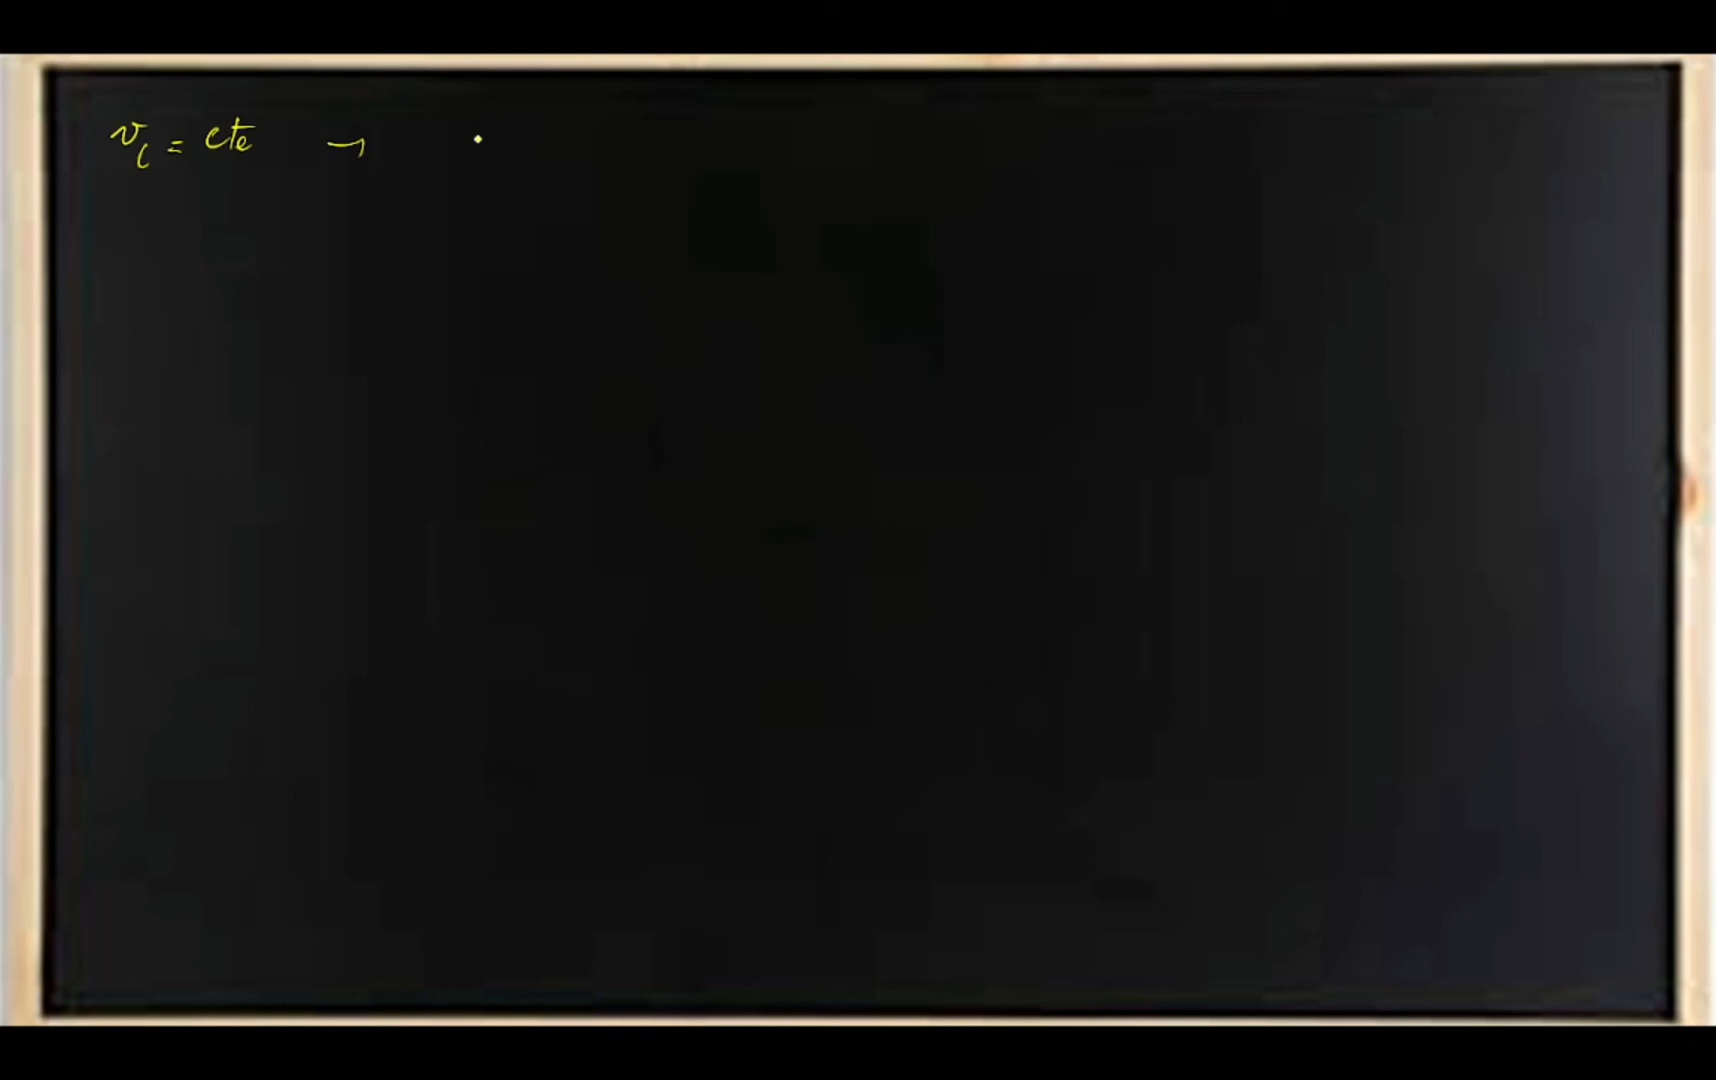 v_c = cte →